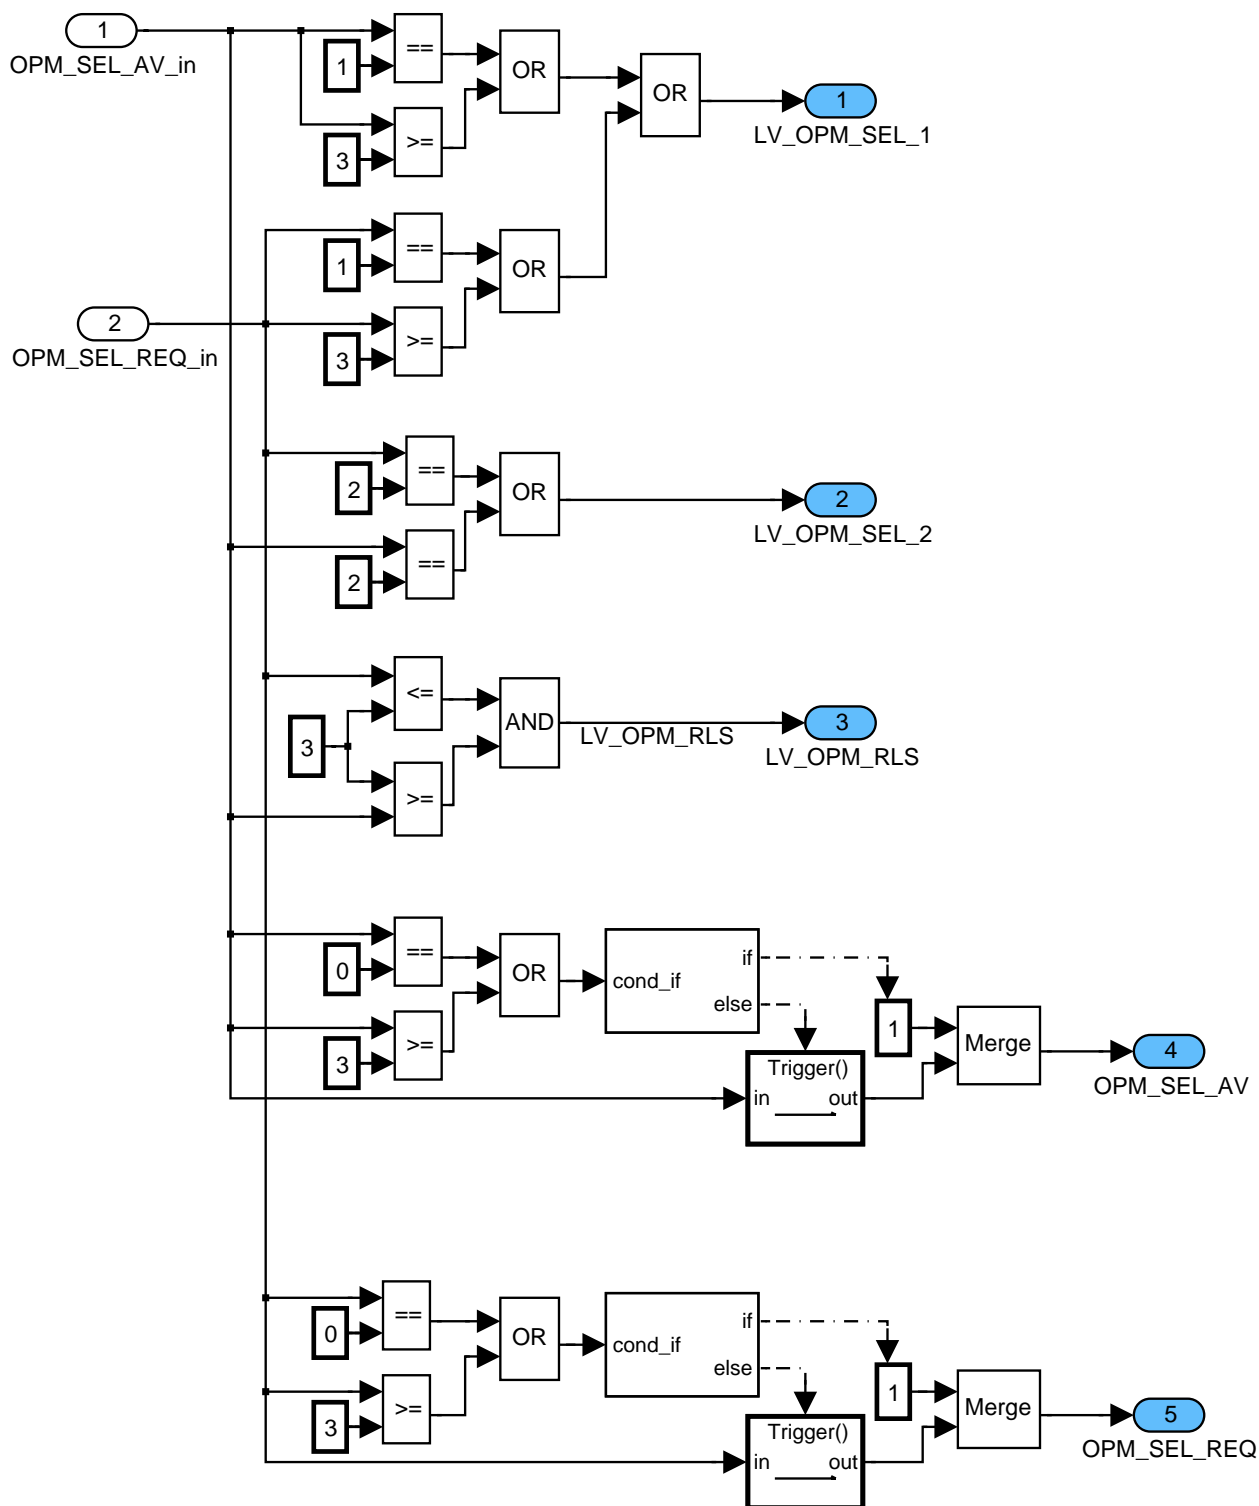 1
OPM_SEL_AV_in
==
1
OR
OR
1
LV_OPM_SEL_1
>=
3
==
1
OR
2
OPM_SEL_REQ_in
>=
3
==
2
OR
2
LV_OPM_SEL_2
==
2
<=
3
AND
LV_OPM_RLS
3
LV_OPM_RLS
>=
==
0
OR
cond_if
if
else
1
Merge
4
OPM_SEL_AV
>=
3
Trigger()
in
out
==
0
OR
cond_if
if
else
1
Merge
5
OPM_SEL_REQ
>=
3
Trigger()
in
out